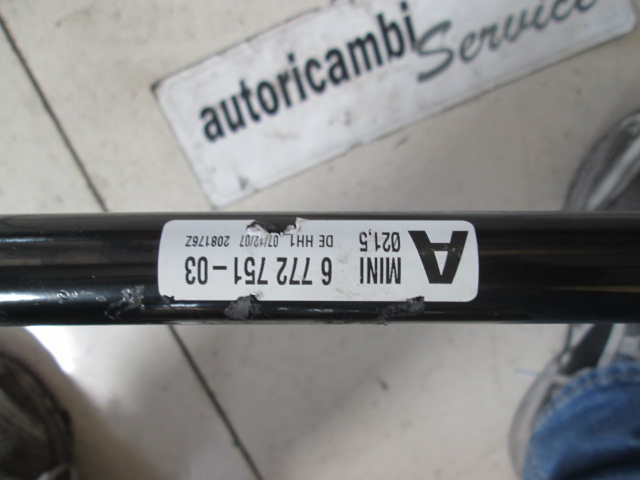 autoricambi
Service
A
MINI 6 772 751-03
Ø21,5 DE HH1 07/12/07 208176Z